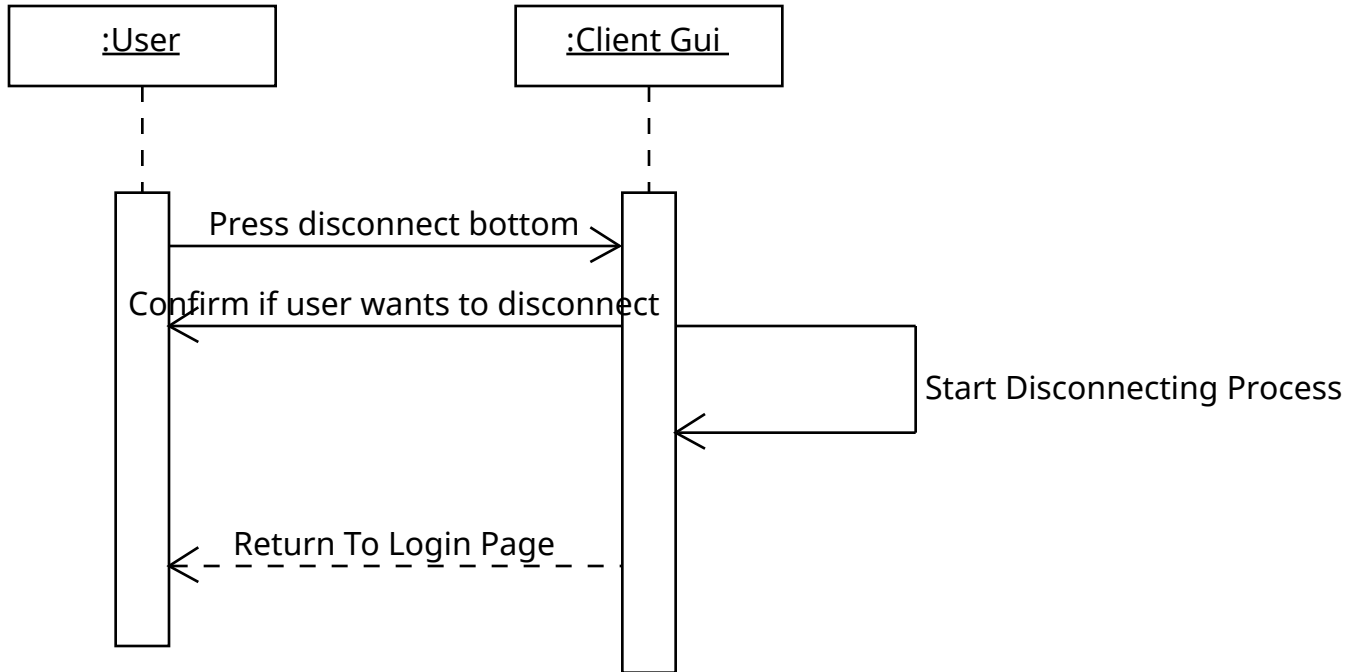 :User
:Client Gui
Press disconnect bottom
Confirm if user wants to disconnect
Start Disconnecting Process
Return To Login Page